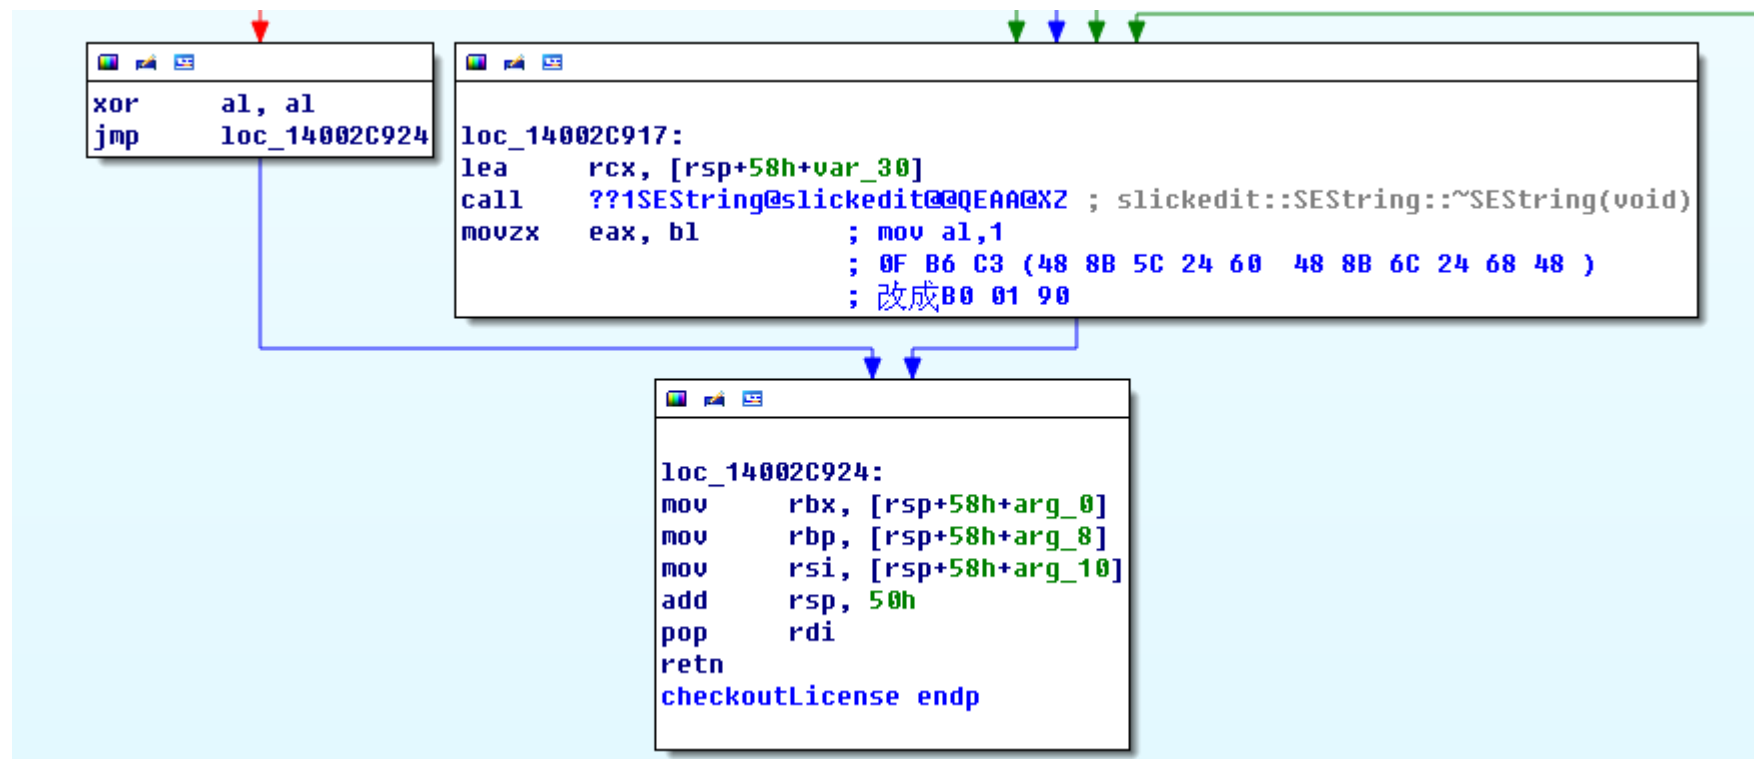 xor al, al
jmp loc_14002C924
loc_14002C917:
lea rcx, [rsp+58h+var_30]
call ??1SEString@slickedit@@QEAA@XZ ; slickedit::SEString::~SEString(void)
movzx eax, bl ; mov al,1
; 0F B6 C3 (48 8B 5C 24 60 48 8B 6C 24 68 48 )
; 改成B0 01 90
loc_14002C924:
mov rbx, [rsp+58h+arg_0]
mov rbp, [rsp+58h+arg_8]
mov rsi, [rsp+58h+arg_10]
add rsp, 50h
pop rdi
retn
checkoutLicense endp